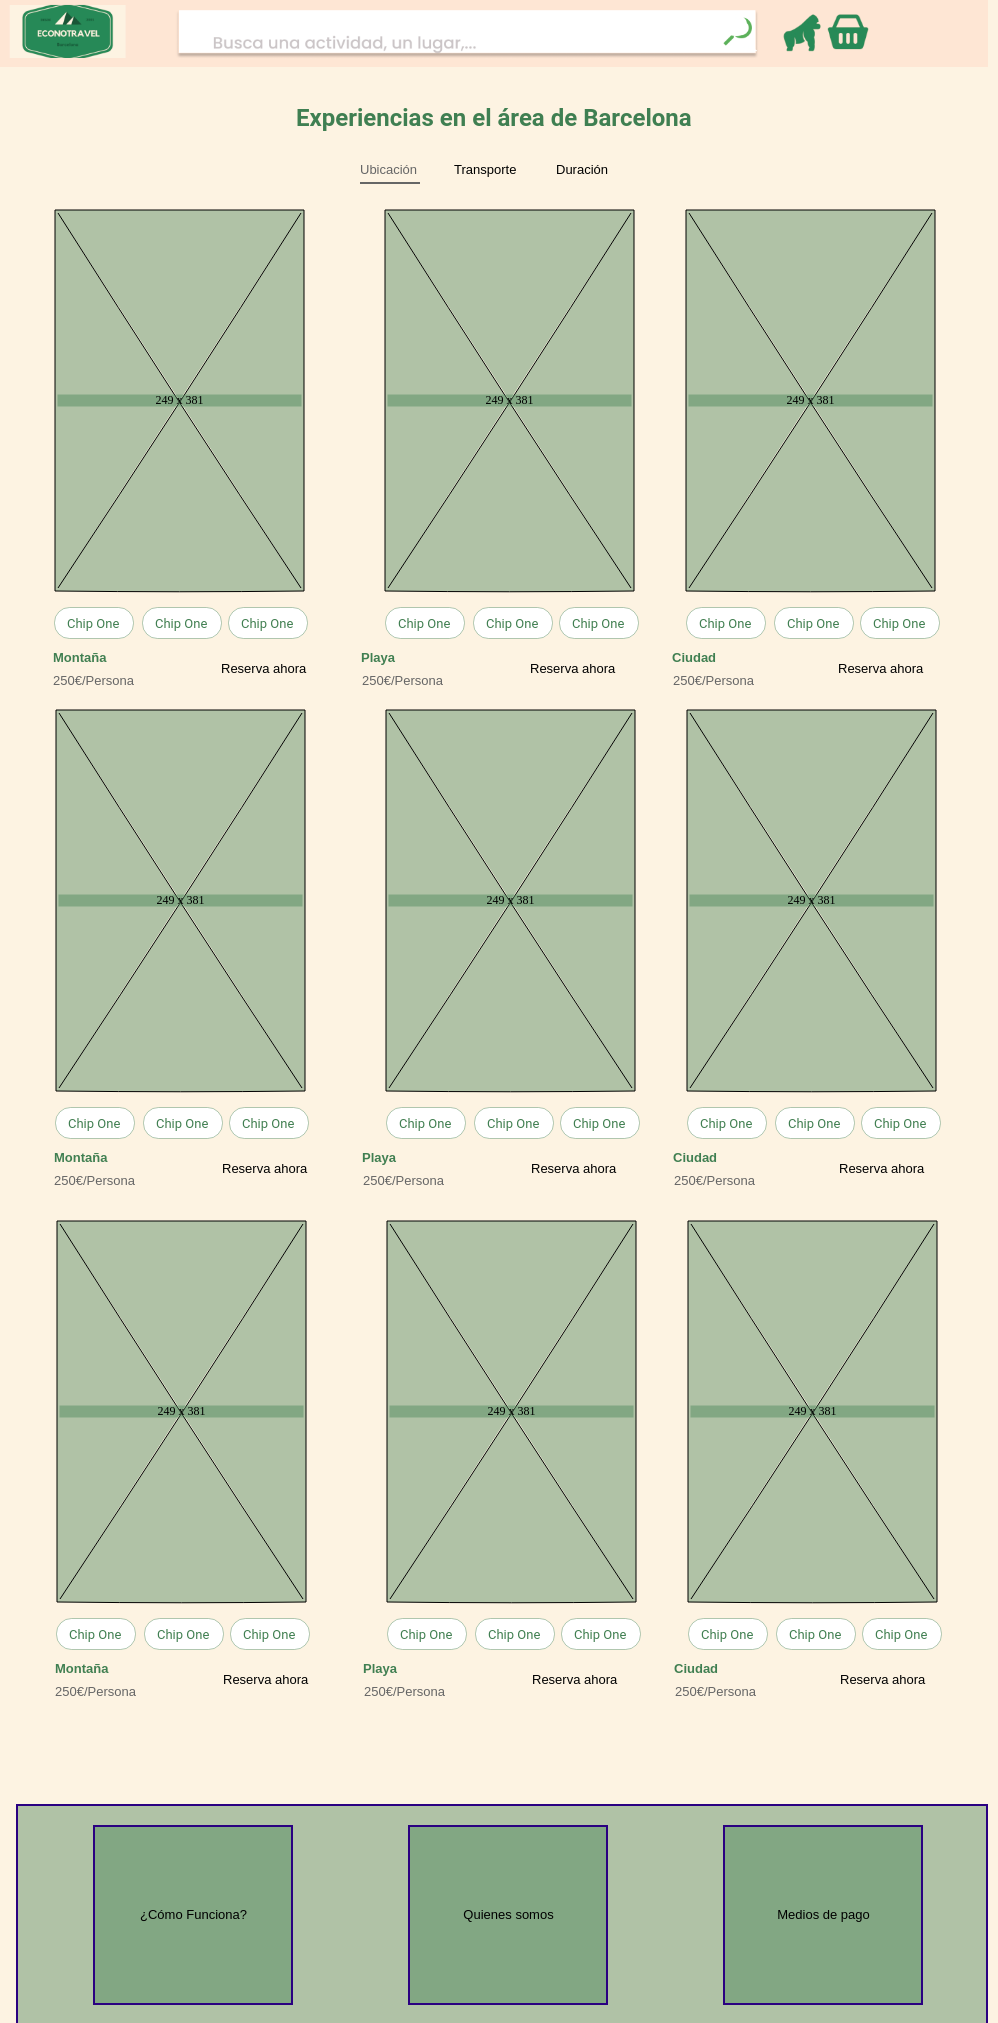 ECONOTRAVEL
Barcelona
Busca una actividad, un lugar,...
Experiencias en el área de Barcelona
Ubicación Transporte Duración
249 x 381 249 x 381 249 x 381
Chip One Chip One Chip One Chip One Chip One Chip One Chip One Chip One Chip One
Montaña Playa Ciudad
Reserva ahora Reserva ahora Reserva ahora
250€/Persona 250€/Persona 250€/Persona
249 x 381 249 x 381 249 x 381
Chip One Chip One Chip One Chip One Chip One Chip One Chip One Chip One Chip One
Montaña Playa Ciudad
Reserva ahora Reserva ahora Reserva ahora
250€/Persona 250€/Persona 250€/Persona
249 x 381 249 x 381 249 x 381
Chip One Chip One Chip One Chip One Chip One Chip One Chip One Chip One Chip One
Montaña Playa Ciudad
Reserva ahora Reserva ahora Reserva ahora
250€/Persona 250€/Persona 250€/Persona
¿Cómo Funciona? Quienes somos Medios de pago